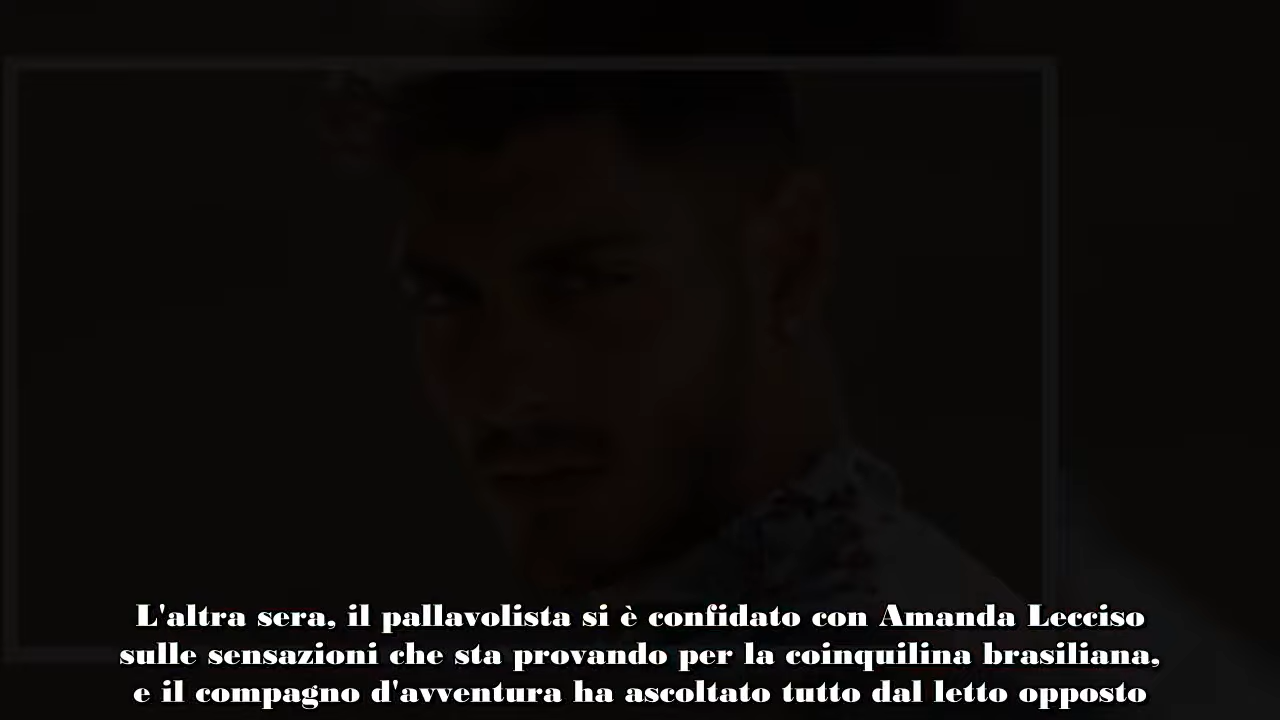 L'altra sera, il pallavolista si è confidato con Amanda Lecciso
sulle sensazioni che sta provando per la coinquilina brasiliana,
e il compagno d'avventura ha ascoltato tutto dal letto opposto